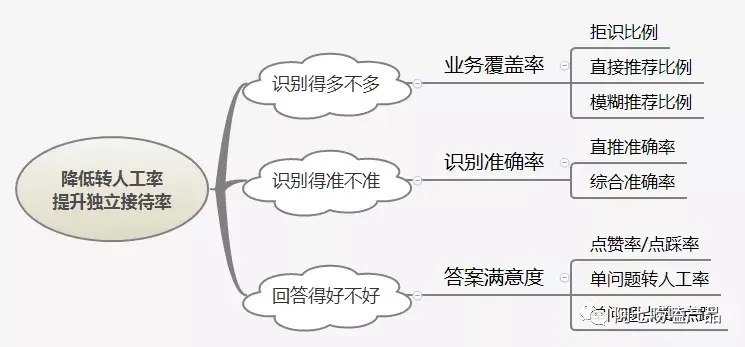 降低转人工率
提升独立接待率
识别得多不多
业务覆盖率
拒识比例
直接推荐比例
模糊推荐比例
识别得准不准
识别准确率
直推准确率
综合准确率
回答得好不好
答案满意度
点赞率/点踩率
单问题转人工率